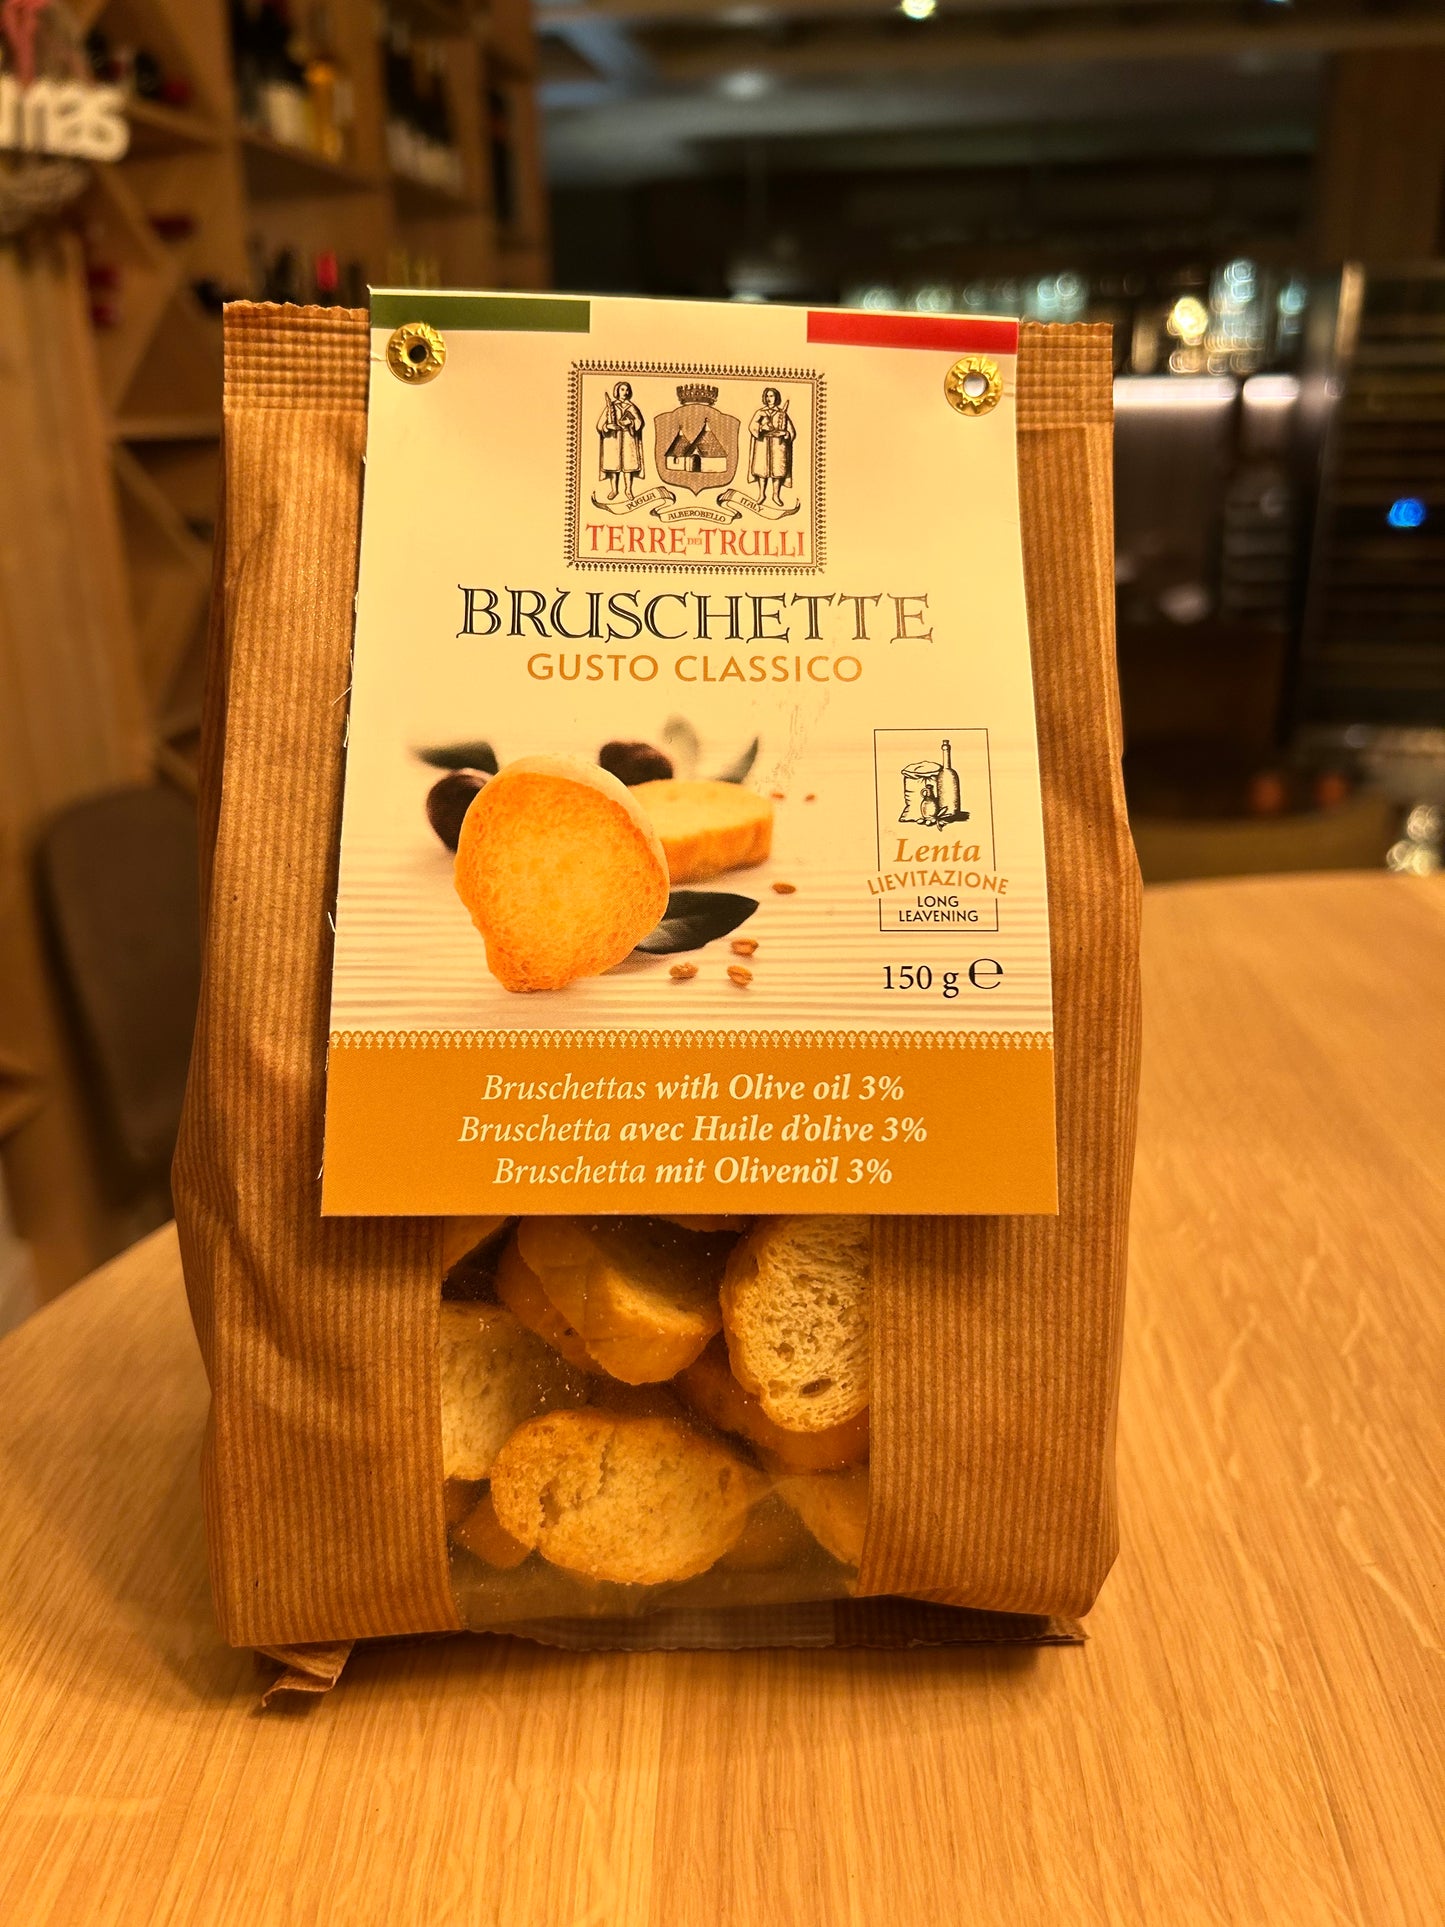 mas
PUGLIA
ITALY
ALBEROBELLO
TERRE DEI TRULLI
BRUSCHETTE
GUSTO CLASSICO
Lenta
LIEVITAZIONE
LONG
LEAVENING
150 g ℮
Bruschettas with Olive oil 3%
Bruschetta avec Huile d'olive 3%
Bruschetta mit Olivenöl 3%